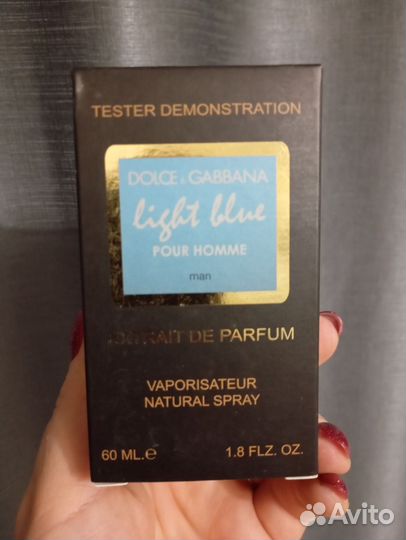 TESTER DEMONSTRATION
DOLCE & GABBANA
light blue
POUR HOMME
man
EXTRAIT DE PARFUM
VAPORISATEUR
NATURAL SPRAY
60 ML.e 1.8 FLZ. OZ.
Avito